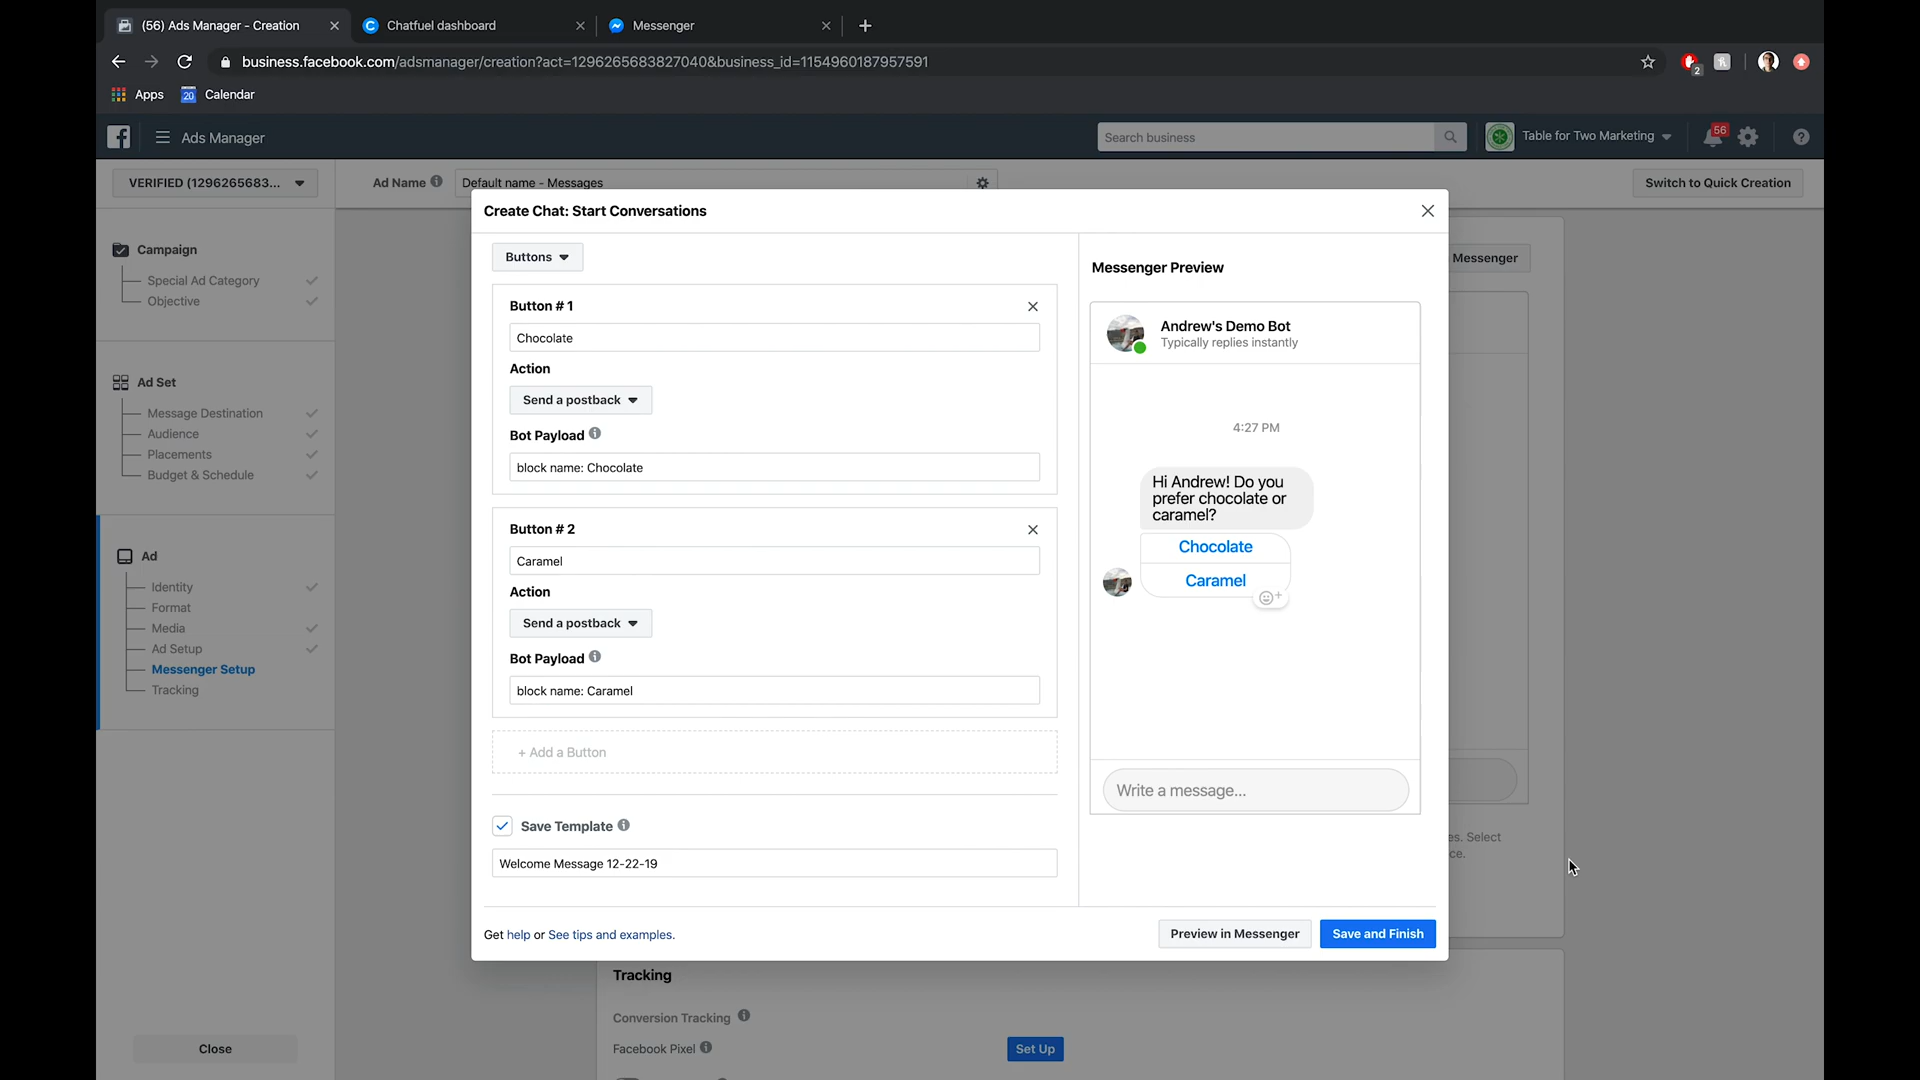 (56) Ads Manager - Creation
Chatfuel dashboard
Messenger
business.facebook.com/adsmanager/creation?act=1296265683827040&business_id=1154960187957591
2
Apps
20
Calendar
Ads Manager
Search business
Table for Two Marketing
56
VERIFIED (1296265683...
Ad Name
Default name - Messages
Switch to Quick Creation
Campaign
Special Ad Category
Objective
Ad Set
Message Destination
Audience
Placements
Budget & Schedule
Ad
Identity
Format
Media
Ad Setup
Messenger Setup
Tracking
Close
Create Chat: Start Conversations
Buttons
Button # 1
Chocolate
Action
Send a postback
Bot Payload
block name: Chocolate
Button # 2
Caramel
Action
Send a postback
Bot Payload
block name: Caramel
+ Add a Button
Save Template
Welcome Message 12-22-19
Get help or See tips and examples.
Messenger Preview
Andrew's Demo Bot
Typically replies instantly
4:27 PM
Hi Andrew! Do you
prefer chocolate or
caramel?
Chocolate
Caramel
Write a message...
Preview in Messenger
Save and Finish
Messenger
es. Select
ce.
Tracking
Conversion Tracking
Facebook Pixel
Set Up